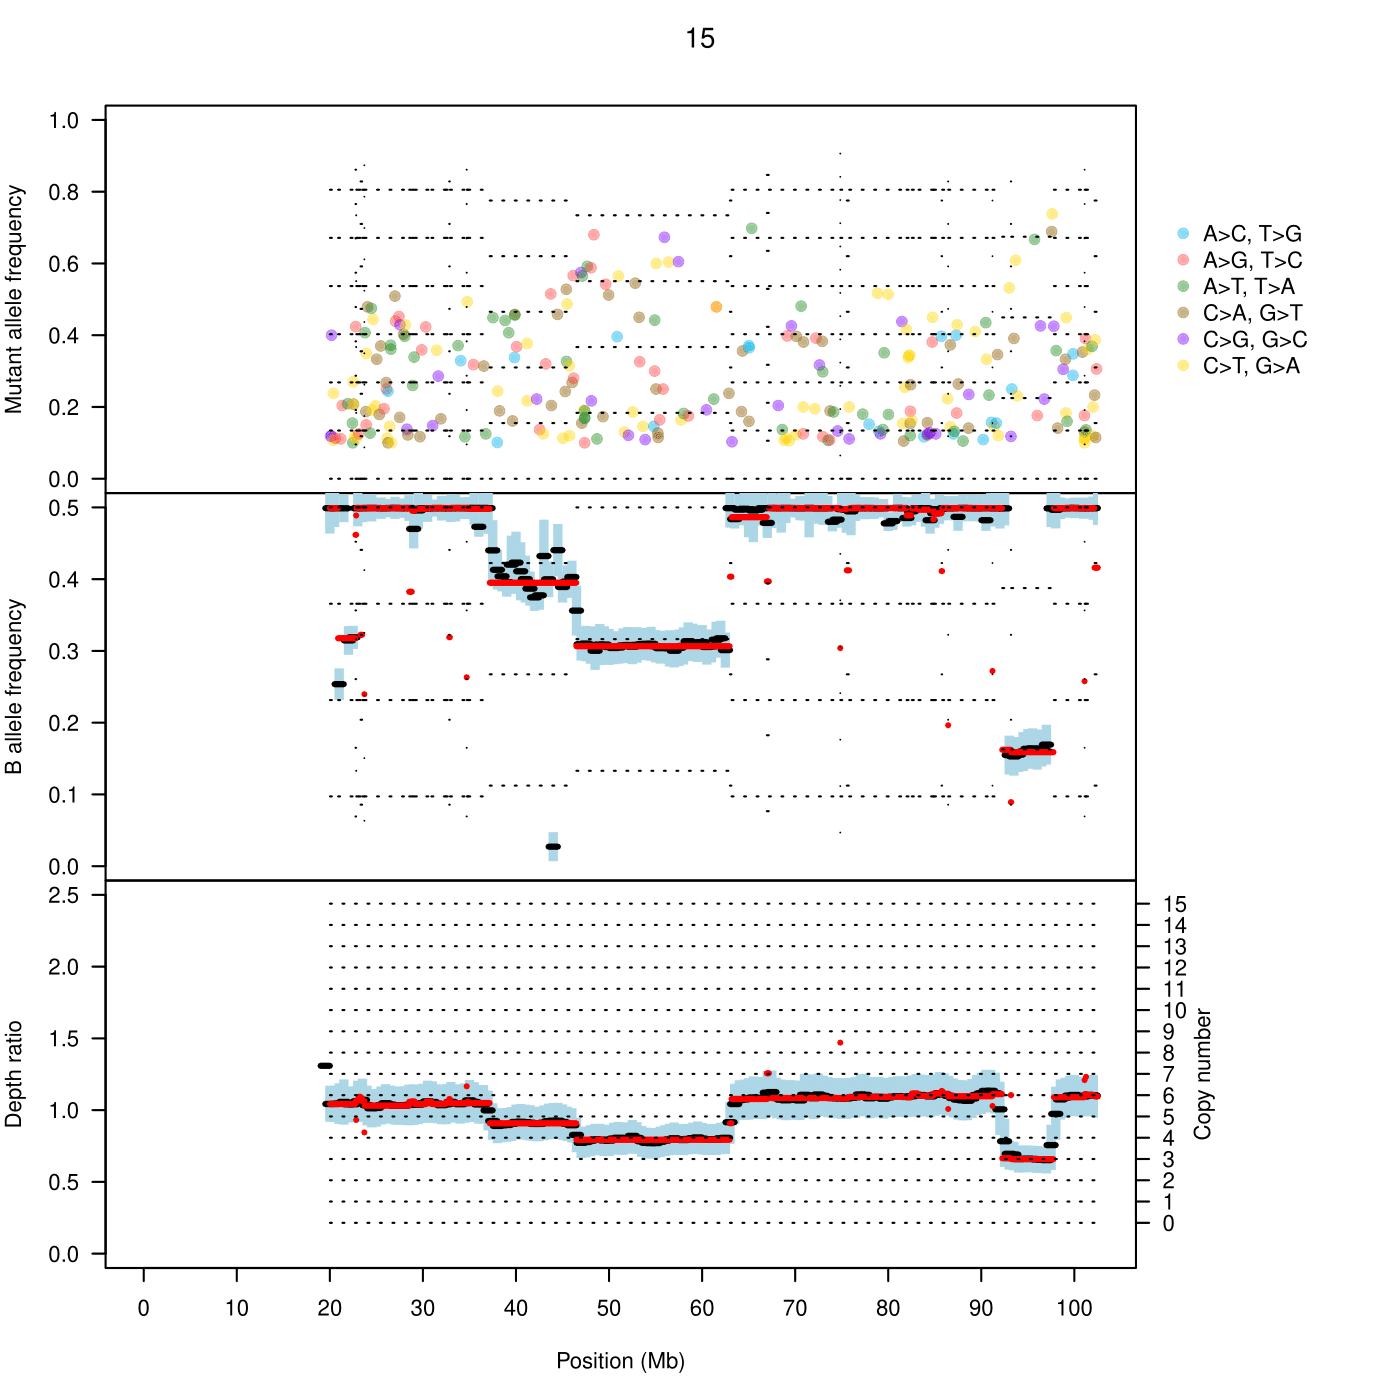 15
1.0
0.8
0.6
0.4
0.2
0.0
Mutant allele frequency
A>C, T>G
A>G, T>C
A>T, T>A
C>A, G>T
C>G, G>C
C>T, G>A
0.5
0.4
0.3
0.2
0.1
0.0
B allele frequency
2.5
2.0
1.5
1.0
0.5
0.0
Depth ratio
15
14
13
12
11
10
9
8
7
6
5
4
3
2
1
0
Copy number
0 10 20 30 40 50 60 70 80 90 100
Position (Mb)